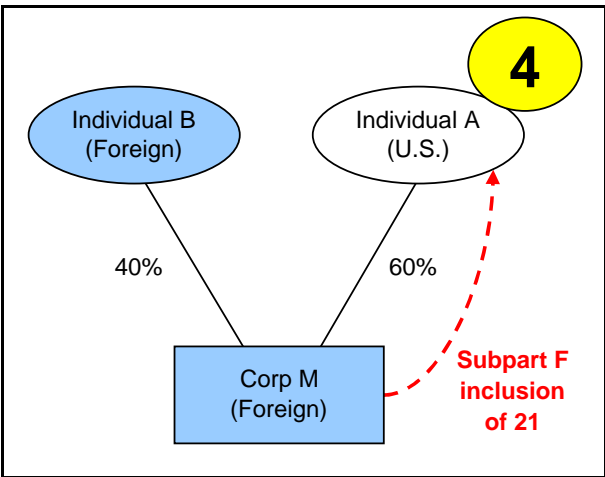 4
Individual B
(Foreign)
Individual A
(U.S.)
40%
60%
Corp M
(Foreign)
Subpart F
inclusion
of 21